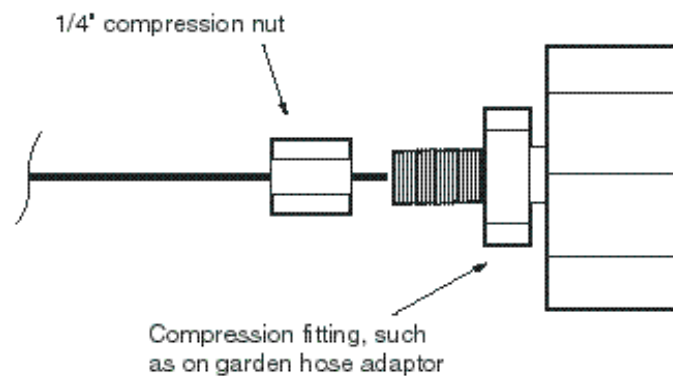 1/4" compression nut
Compression fitting, such
as on garden hose adaptor